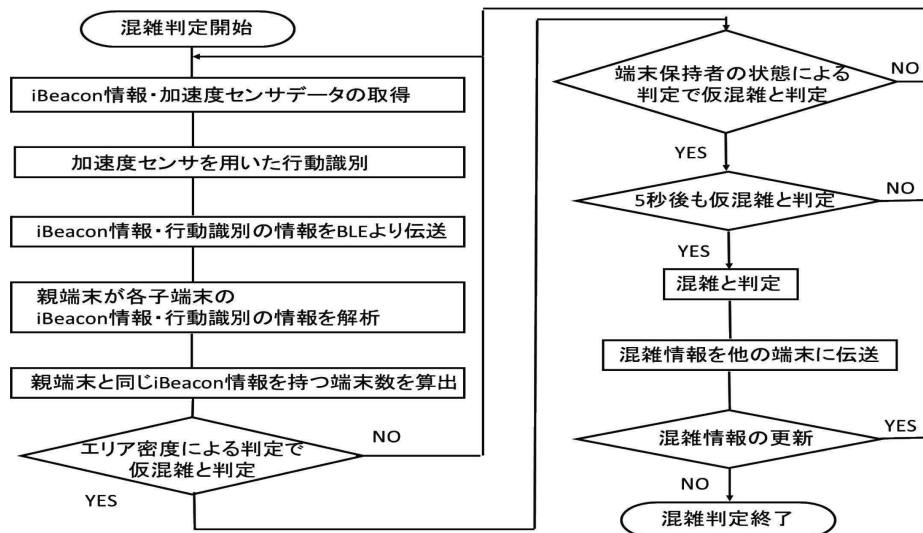 混雑判定開始
iBeacon情報・加速度センサデータの取得
加速度センサを用いた行動識別
iBeacon情報・行動識別の情報をBLEより伝送
親端末が各子端末の
iBeacon情報・行動識別の情報を解析
親端末と同じiBeacon情報を持つ端末数を算出
エリア密度による判定で
仮混雑と判定
NO
YES
端末保持者の状態による
判定で仮混雑と判定
NO
YES
5秒後も仮混雑と判定
NO
YES
混雑と判定
混雑情報を他の端末に伝送
混雑情報の更新
YES
NO
混雑判定終了